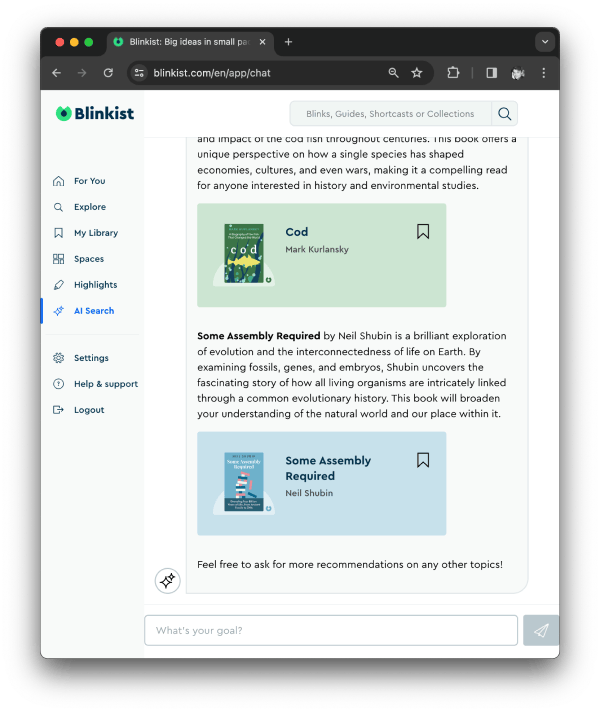 Blinkist: Big ideas in small pa
blinkist.com/en/app/chat
Blinkist
Blinks, Guides, Shortcasts or Collections
For You
Explore
My Library
Spaces
Highlights
AI Search
Settings
Help & support
Logout
and impact of the cod fish throughout centuries. This book offers a
unique perspective on how a single species has shaped
economies, cultures, and even wars, making it a compelling read
for anyone interested in history and environmental studies.
cod
Cod
Mark Kurlansky
Some Assembly Required by Neil Shubin is a brilliant exploration
of evolution and the interconnectedness of life on Earth. By
examining fossils, genes, and embryos, Shubin uncovers the
fascinating story of how all living organisms are intricately linked
through a common evolutionary history. This book will broaden
your understanding of the natural world and our place within it.
Some Assembly
Required
Some Assembly
Required
Neil Shubin
Feel free to ask for more recommendations on any other topics!
What's your goal?